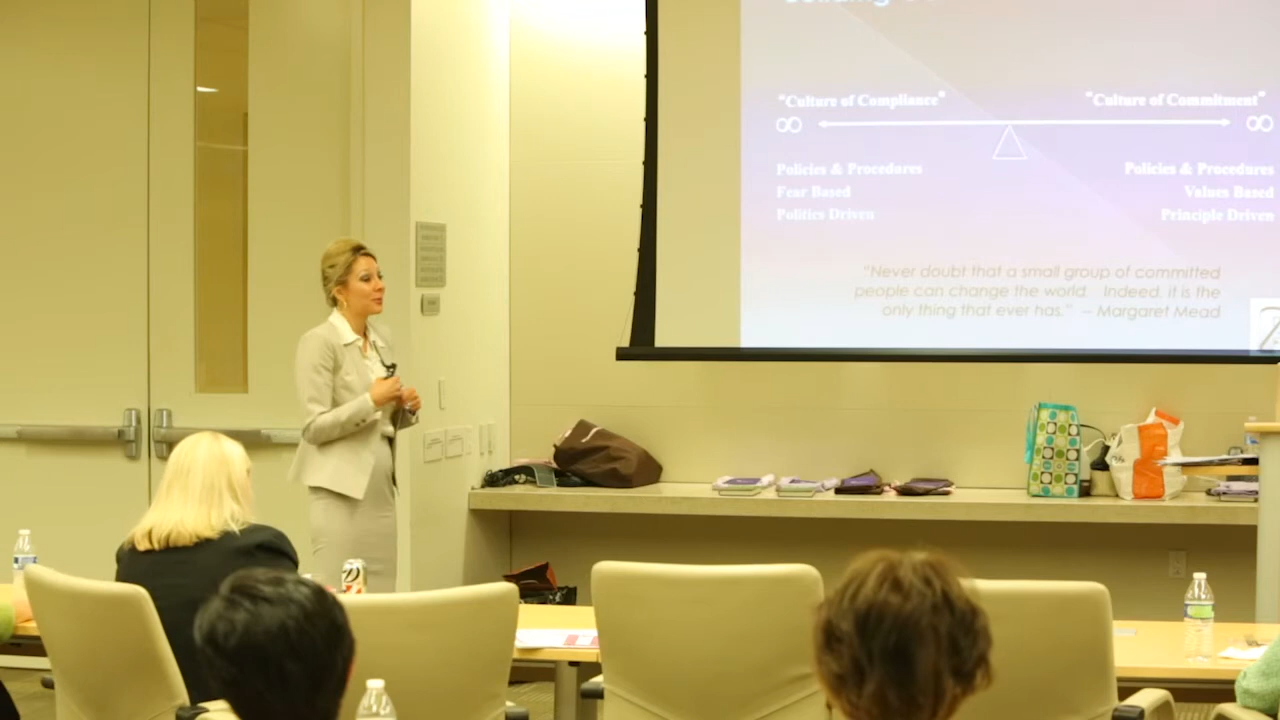 "Culture of Compliance"
"Culture of Commitment"
∞
∞
Policies & Procedures
Policies & Procedures
Fear Based
Values Based
Politics Driven
Principle Driven
"Never doubt that a small group of committed
people can change the world. Indeed, it is the
only thing that ever has." – Margaret Mead